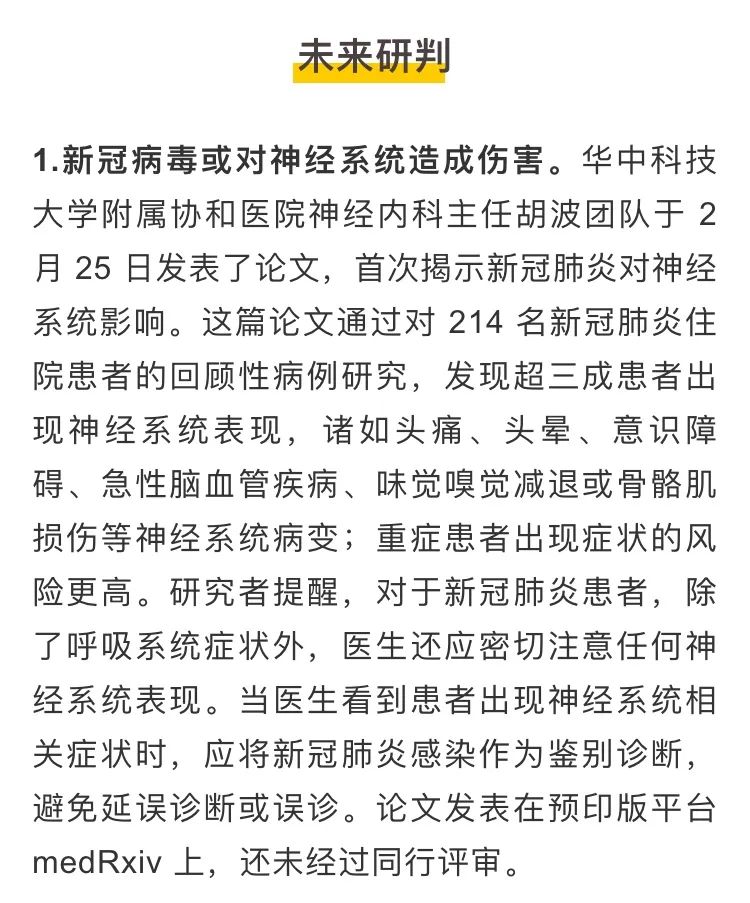 未来研判
1.新冠病毒或对神经系统造成伤害。华中科技
大学附属协和医院神经内科主任胡波团队于 2
月 25 日发表了论文，首次揭示新冠肺炎对神经
系统影响。这篇论文通过对 214 名新冠肺炎住
院患者的回顾性病例研究，发现超三成患者出
现神经系统表现，诸如头痛、头晕、意识障
碍、急性脑血管疾病、味觉嗅觉减退或骨骼肌
损伤等神经系统病变；重症患者出现症状的风
险更高。研究者提醒，对于新冠肺炎患者，除
了呼吸系统症状外，医生还应密切注意任何神
经系统表现。当医生看到患者出现神经系统相
关症状时，应将新冠肺炎感染作为鉴别诊断，
避免延误诊断或误诊。论文发表在预印版平台
medRxiv 上，还未经过同行评审。